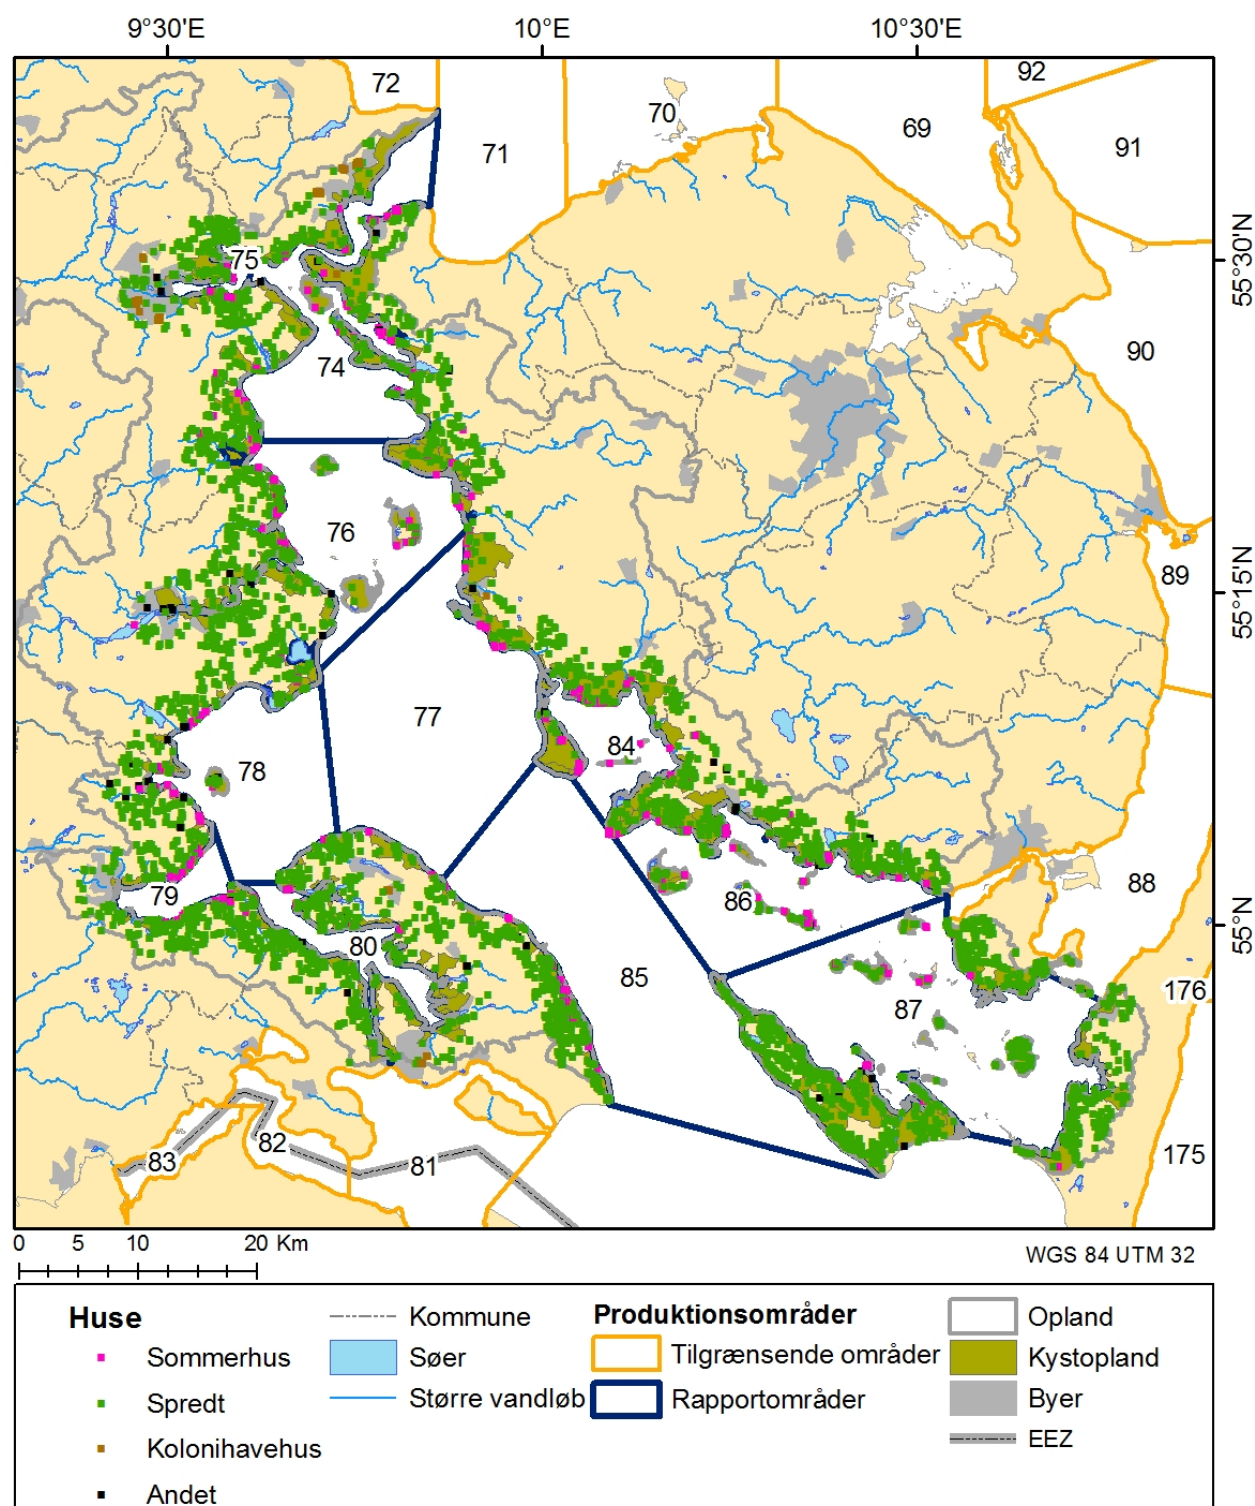 9°30'E
10°E
10°30'E
72
92
70
71
69
91
75
55°30'N
74
90
76
89
55°15'N
77
84
78
79
88
86
80
55°N
85
87
176
83
82
81
175
0 5 10 20 Km
WGS 84 UTM 32
Huse
Sommerhus
Spredt
Kolonihavehus
Andet
Kommune
Søer
Større vandløb
Produktionsområder
Tilgrænsende områder
Rapportområder
Opland
Kystopland
Byer
EEZ